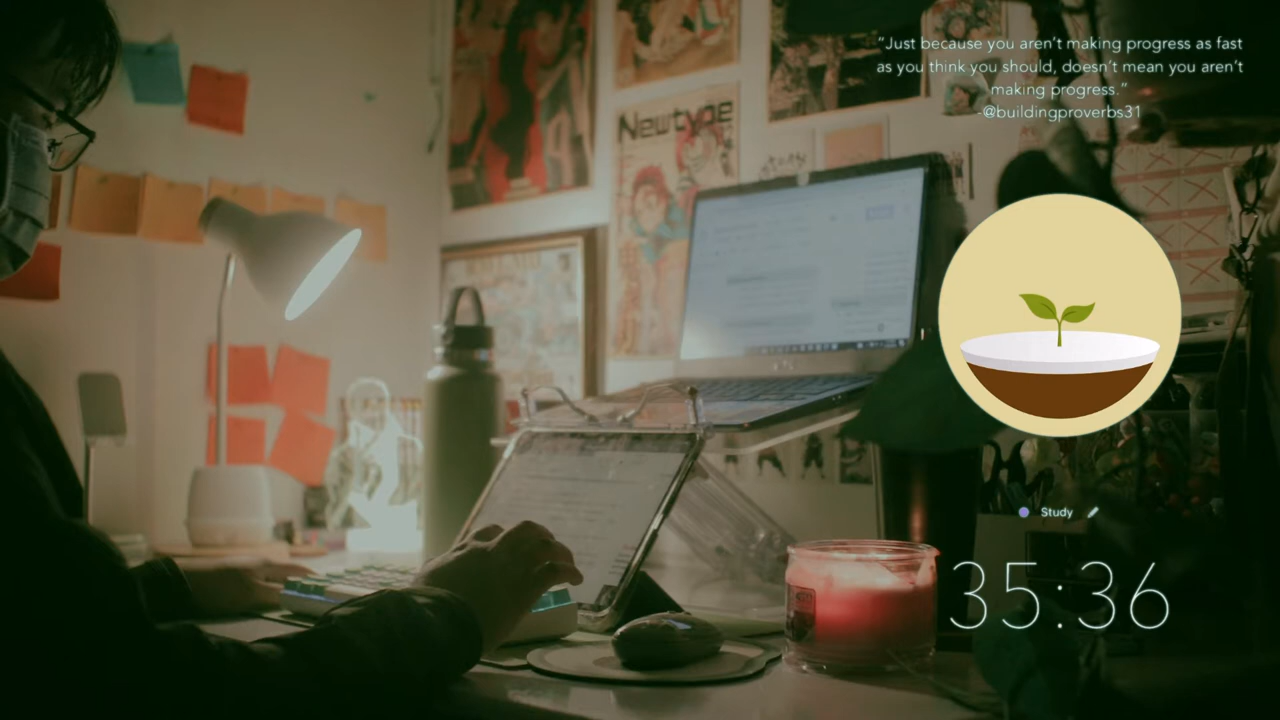 “Just because you aren’t making progress as fast
as you think you should, doesn’t mean you aren’t
making progress.”
-@buildingproverbs31
Newtype
study
Study
35:36